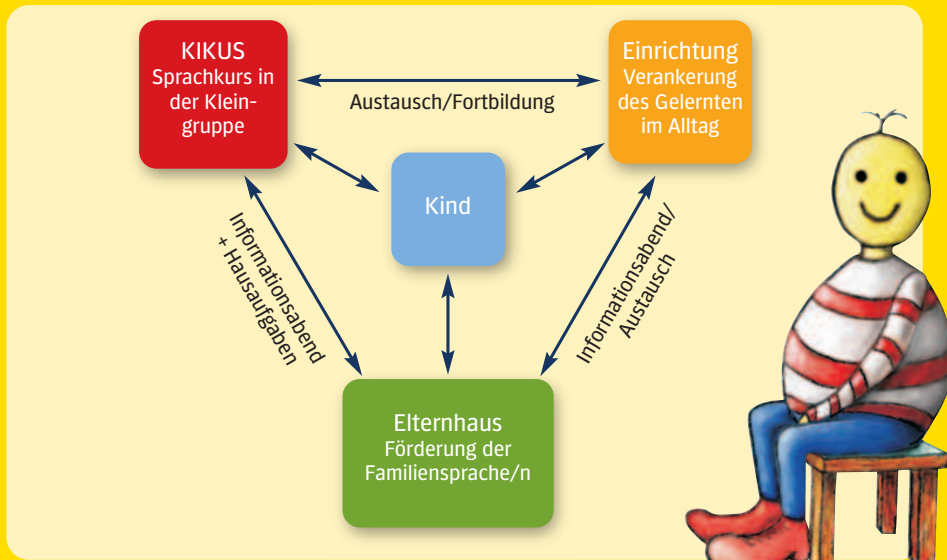 KIKUS
Sprachkurs in
der Klein-
gruppe
Einrichtung
Verankerung
des Gelernten
im Alltag
Austausch/Fortbildung
Kind
Informationsabend
+ Hausaufgaben
Informationsabend/
Austausch
Elternhaus
Förderung der
Familiensprache/n